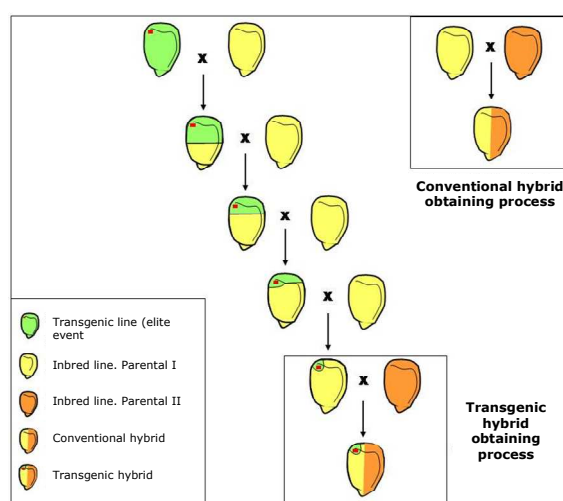 x
x
Conventional hybrid
obtaining process
x
x
x
Transgenic line (elite
event
Inbred line. Parental I
Inbred line. Parental II
Conventional hybrid
Transgenic hybrid
x
Transgenic
hybrid
obtaining
process